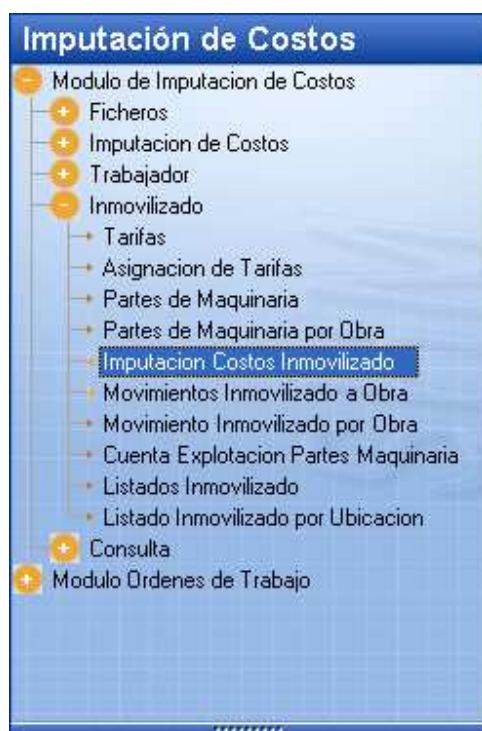 Imputación de Costos
Modulo de Imputacion de Costos
Ficheros
Imputacion de Costos
Trabajador
Inmovilizado
Tarifas
Asignacion de Tarifas
Partes de Maquinaria
Partes de Maquinaria por Obra
Imputacion Costos Inmovilizado
Movimientos Inmovilizado a Obra
Movimiento Inmovilizado por Obra
Cuenta Explotacion Partes Maquinaria
Listados Inmovilizado
Listado Inmovilizado por Ubicacion
Consulta
Modulo Ordenes de Trabajo